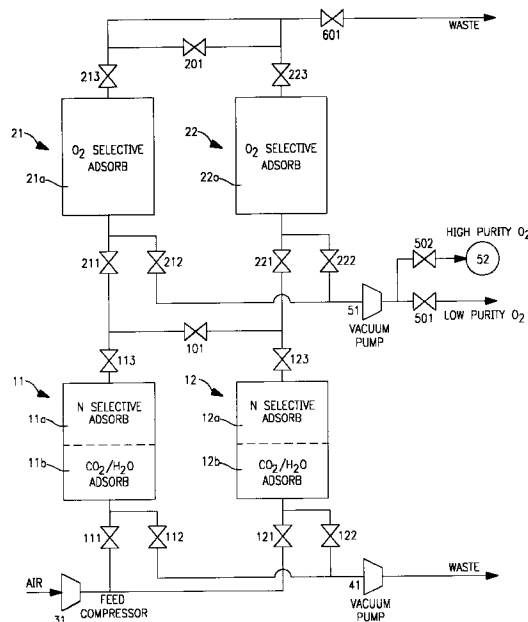 601
WASTE
201
213
223
21
O2 SELECTIVE
ADSORB
21a
22
O2 SELECTIVE
ADSORB
22a
211
212
221
222
502
HIGH PURITY O2
52
51
VACUUM
PUMP
501
LOW PURITY O2
101
113
123
11
N SELECTIVE
ADSORB
11a
11b
CO2/H2O
ADSORB
12
N SELECTIVE
ADSORB
12a
12b
CO2/H2O
ADSORB
111
112
121
122
AIR
31
FEED
COMPRESSOR
41
VACUUM
PUMP
WASTE